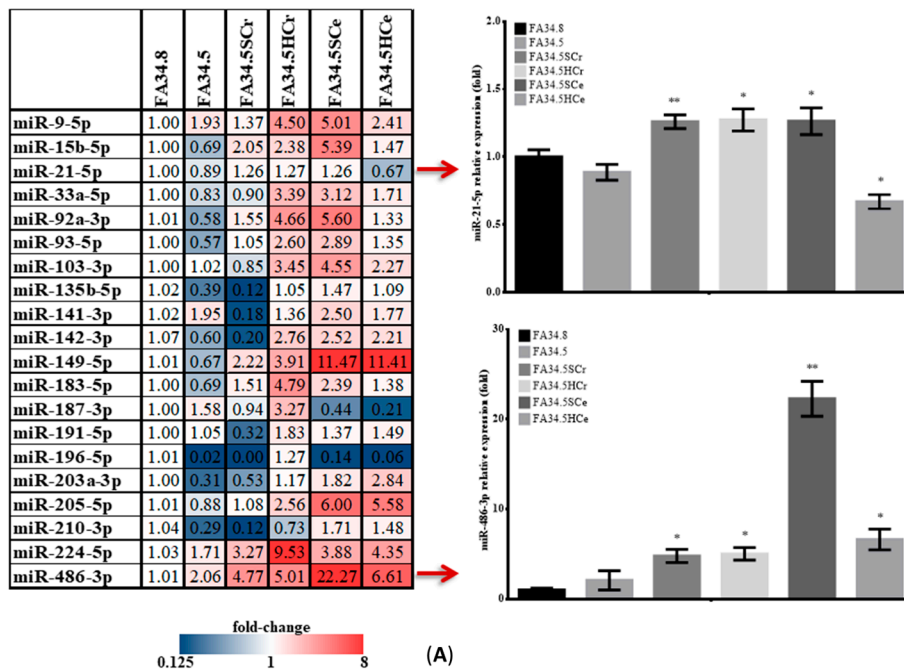 FA34.8 FA34.5 FA34.5SCr FA34.5HCr FA34.5SCe FA34.5HCe
miR-9-5p 1.00 1.93 1.37 4.50 5.01 2.41
miR-15b-5p 1.00 0.69 2.05 2.38 5.39 1.47
miR-21-5p 1.00 0.89 1.26 1.27 1.26 0.67
miR-33a-5p 1.00 0.83 0.90 3.39 3.12 1.71
miR-92a-3p 1.01 0.58 1.55 4.66 5.60 1.33
miR-93-5p 1.00 0.57 1.05 2.60 2.89 1.35
miR-103-3p 1.00 1.02 0.85 3.45 4.55 2.27
miR-135b-5p 1.02 0.39 0.12 1.05 1.47 1.09
miR-141-3p 1.02 1.95 0.18 1.36 2.50 1.77
miR-142-3p 1.07 0.60 0.20 2.76 2.52 2.21
miR-149-5p 1.01 0.67 2.22 3.91 11.47 11.41
miR-183-5p 1.00 0.69 1.51 4.79 2.39 1.38
miR-187-3p 1.00 1.58 0.94 3.27 0.44 0.21
miR-191-5p 1.00 1.05 0.32 1.83 1.37 1.49
miR-196-5p 1.01 0.02 0.00 1.27 0.14 0.06
miR-203a-3p 1.00 0.31 0.53 1.17 1.82 2.84
miR-205-5p 1.01 0.88 1.08 2.56 6.00 5.58
miR-210-3p 1.04 0.29 0.12 0.73 1.71 1.48
miR-224-5p 1.03 1.71 3.27 9.53 3.88 4.35
miR-486-3p 1.01 2.06 4.77 5.01 22.27 6.61
fold-change
0.125 1 8
(A)
miR-21-5p relative expression (fold)
2.0
1.5
1.0
0.5
0.0
FA34.8
FA34.5
FA34.5SCr
FA34.5HCr
FA34.5SCe
FA34.5HCe
** * * *
miR-486-3p relative expression (fold)
30
20
10
0
FA34.8
FA34.5
FA34.5SCr
FA34.5HCr
FA34.5SCe
FA34.5HCe
* * ** *